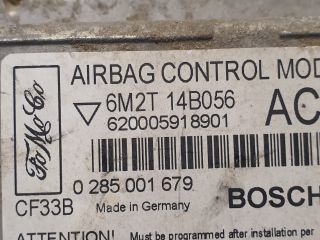 FoMoCo
AIRBAG CONTROL MOD
6M2T 14B056 AC
620005918901
0 285 001 679
CF33B Made in Germany BOSCH
ATTENTION! Must be programmed after installation per